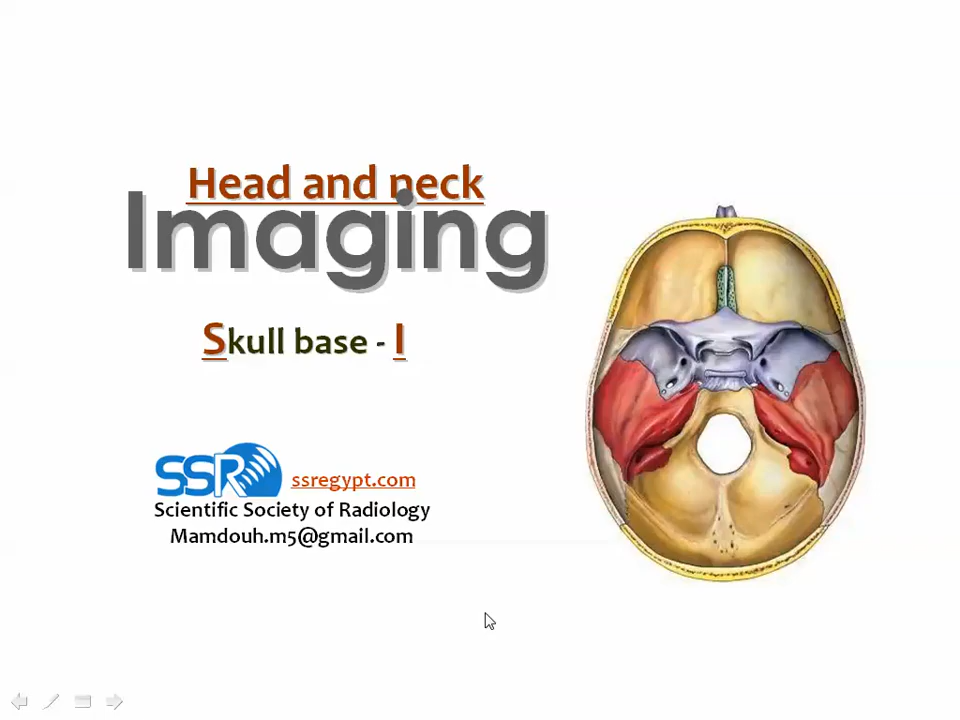 Head and neck
Imaging
Skull base - I
SSR ssregypt.com
Scientific Society of Radiology
Mamdouh.m5@gmail.com